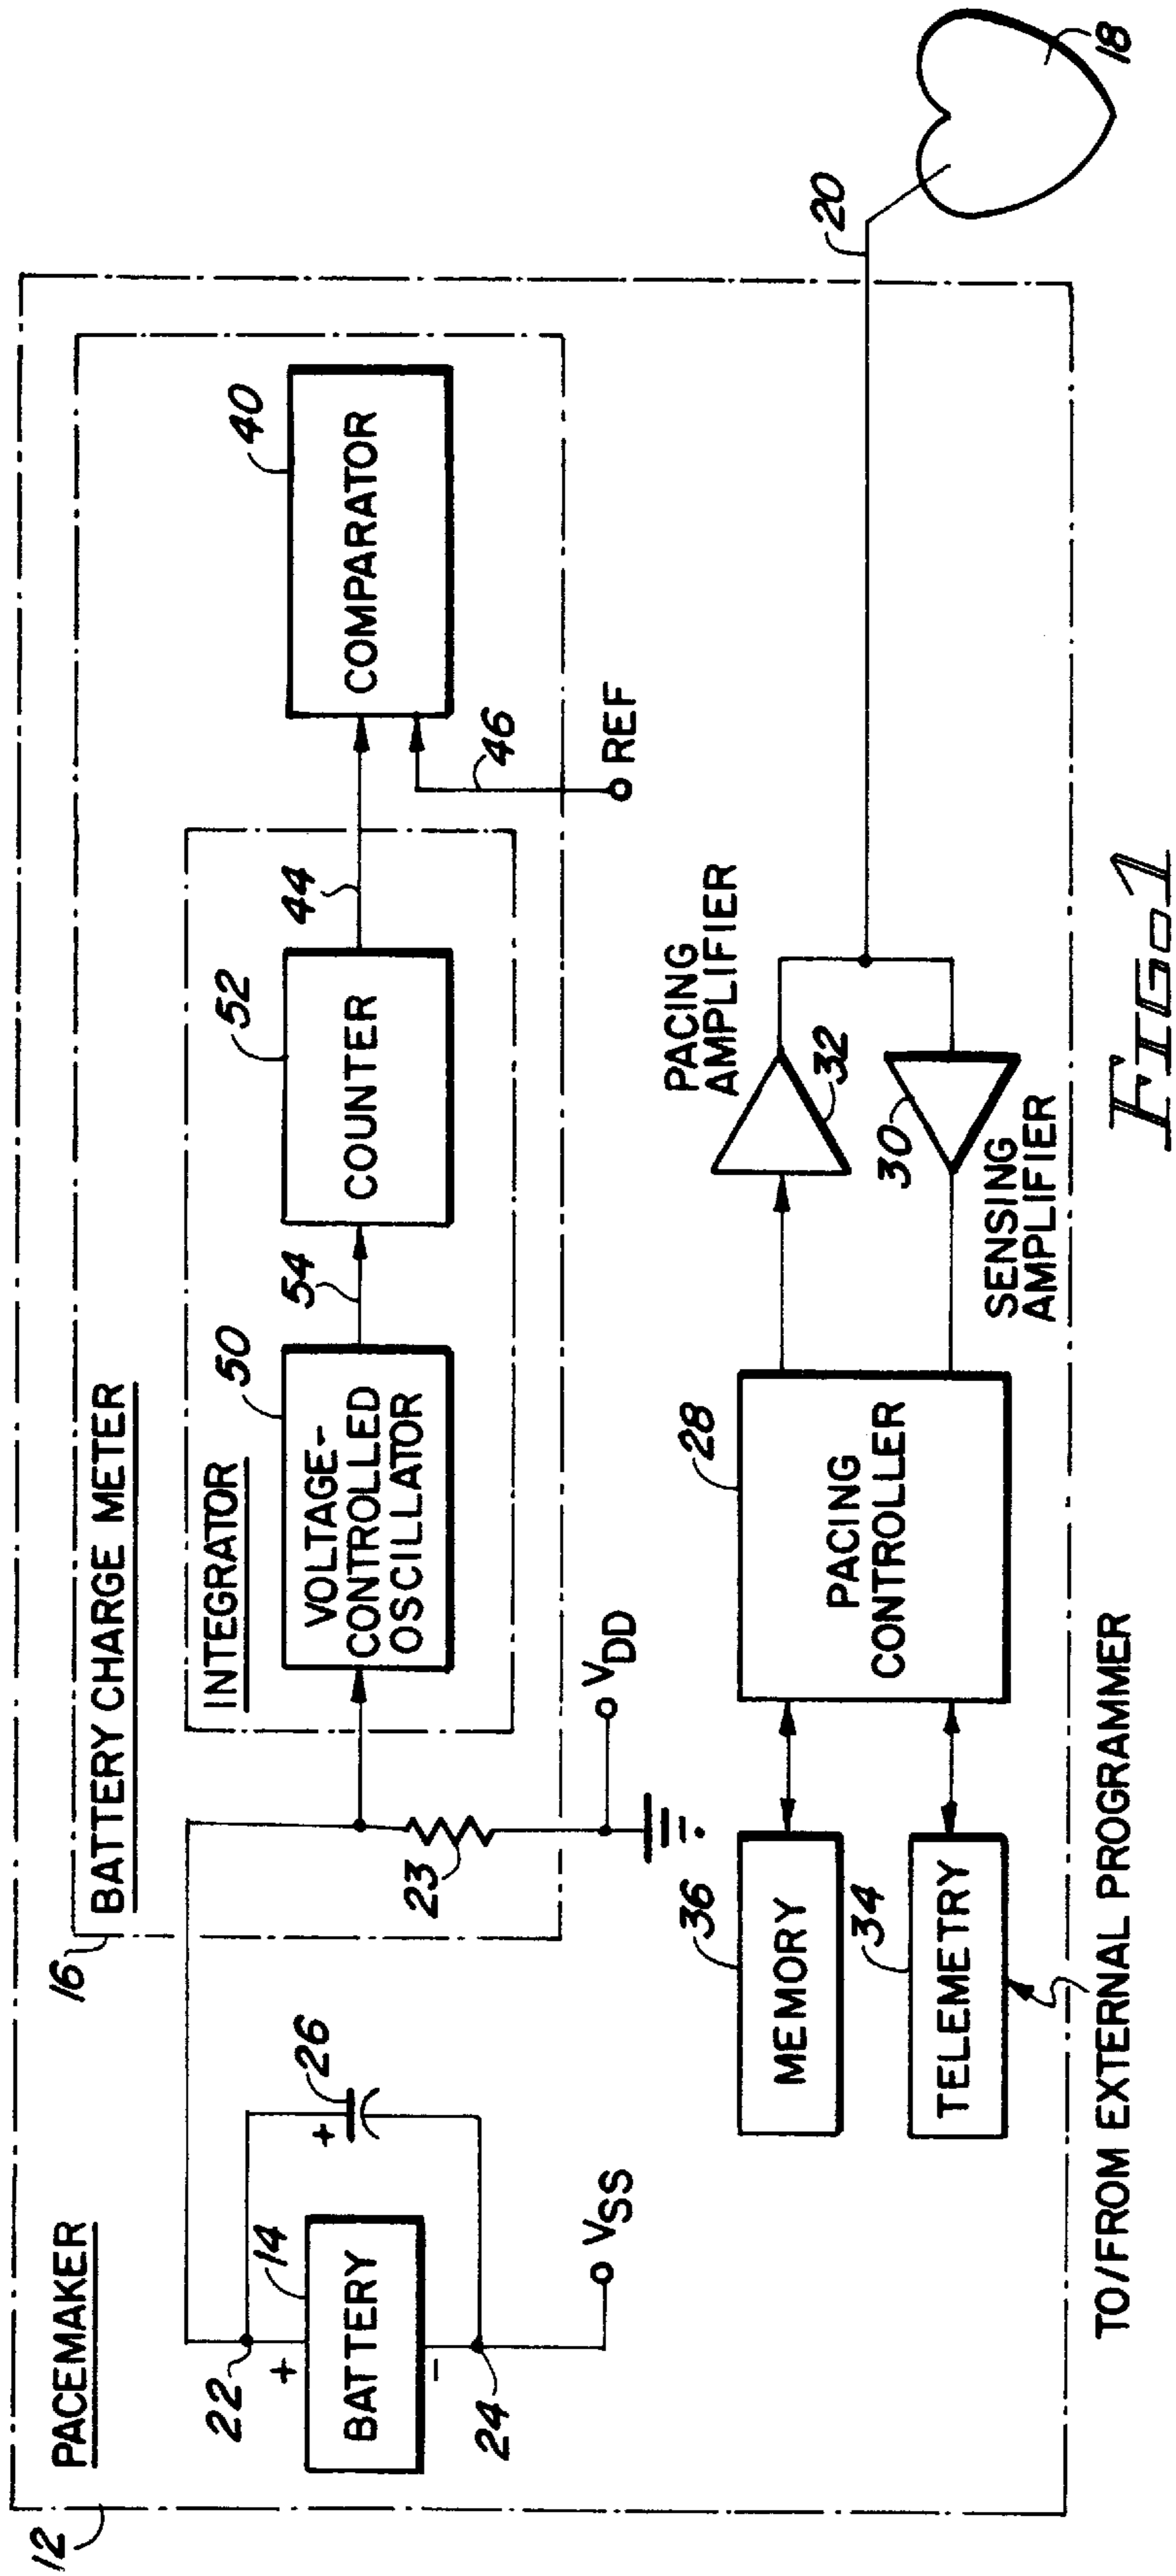 12
PACEMAKER
16
BATTERY CHARGE METER
INTEGRATOR
50
VOLTAGE-
CONTROLLED
OSCILLATOR
54
52
COUNTER
44
40
COMPARATOR
46
REF
22
+
14
BATTERY
-
24
+
26
VSS
23
VDD
36
MEMORY
34
TELEMETRY
28
PACING
CONTROLLER
PACING
AMPLIFIER
32
30
SENSING
AMPLIFIER
20
18
TO/FROM EXTERNAL PROGRAMMER
FIG. 1